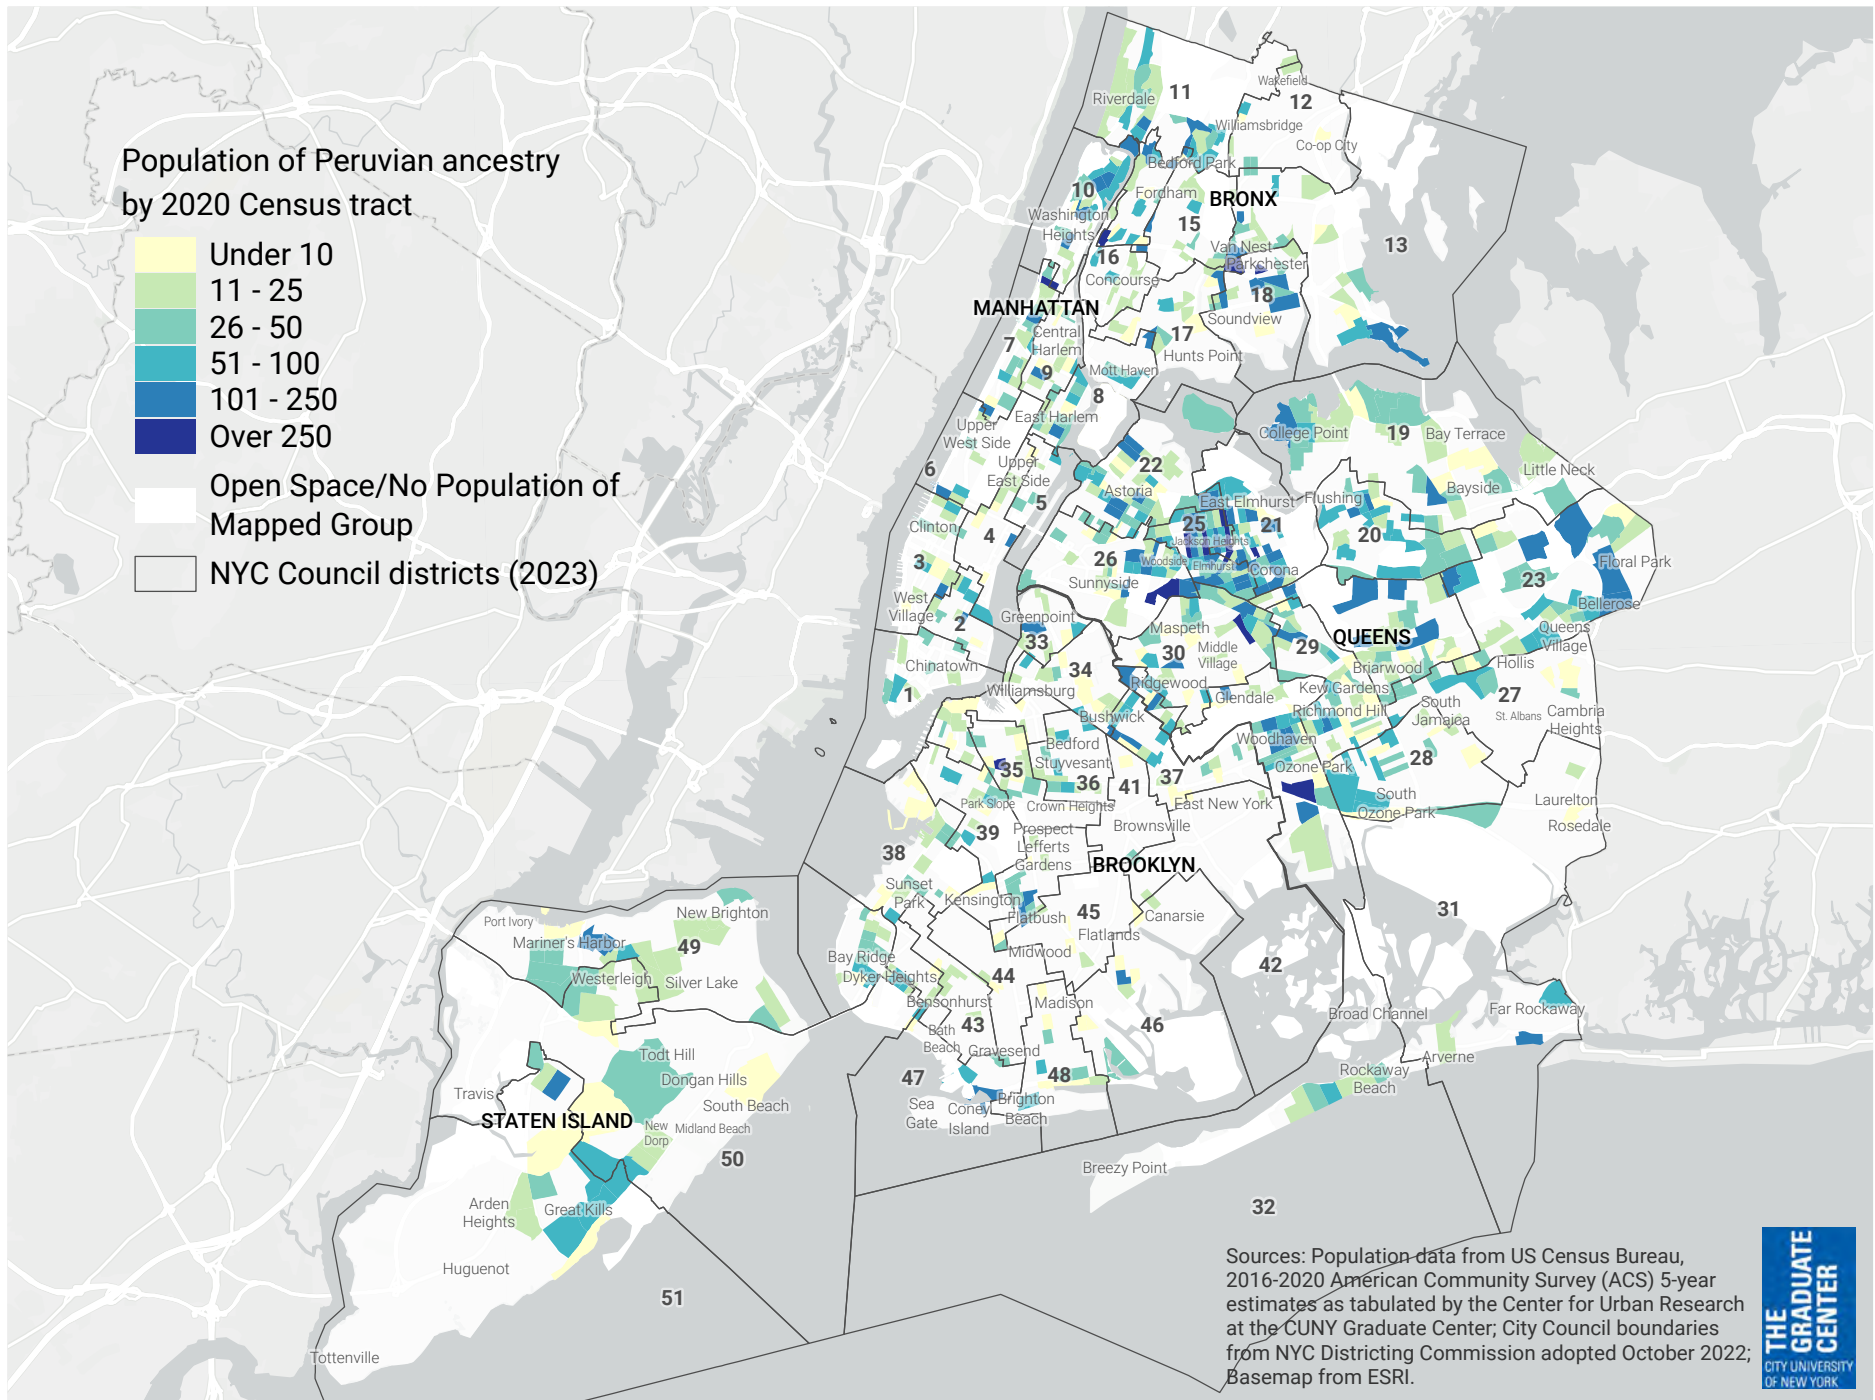 Population of Peruvian ancestry
by 2020 Census tract
Under 10
11 - 25
26 - 50
51 - 100
101 - 250
Over 250
Open Space/No Population of
Mapped Group
NYC Council districts (2023)
Wakefield
11
12
Riverdale
Williamsbridge
Co-op City
Bedford Park
10
Fordham
BRONX
Washington
Heights
15
13
Van Nest
16
Parkchester
Concourse
18
MANHATTAN
Soundview
Central
Harlem
7
17
Hunts Point
9
Mott Haven
8
East Harlem
Upper
West Side
College Point
19
Bay Terrace
6
Upper
East Side
22
Little Neck
Astoria
Bayside
5
East Elmhurst
Flushing
Clinton
25
21
4
Jackson Heights
20
3
26
Woodside
Elmhurst
Corona
Floral Park
Sunnyside
23
West
Village
Bellerose
2
Greenpoint
Maspeth
QUEENS
Queens
Village
33
30
Middle
Village
29
Chinatown
34
Briarwood
Hollis
1
Williamsburg
Ridgewood
Glendale
Kew Gardens
27
Bushwick
Richmond Hill
South
Jamaica
St. Albans
Cambria
Heights
Bedford
Stuyvesant
Woodhaven
35
28
36
41
37
Ozone Park
Park Slope
Crown Heights
East New York
South
Ozone Park
Laurelton
39
Prospect
Lefferts
Gardens
Brownsville
Rosedale
38
BROOKLYN
Sunset
Park
Kensington
Flatbush
45
Canarsie
31
Port Ivory
New Brighton
Flatlands
Mariner's Harbor
49
Midwood
Bay Ridge
42
Westerleigh
Silver Lake
Dyker Heights
44
Bensonhurst
Madison
Broad Channel
Far Rockaway
43
46
Bath
Beach
Gravesend
Todt Hill
Arverne
Dongan Hills
47
48
Rockaway
Beach
Travis
South Beach
Sea
Gate
Coney
Island
Brighton
Beach
STATEN ISLAND
New
Dorp
Midland Beach
50
Breezy Point
Arden
Heights
Great Kills
32
Huguenot
51
Tottenville
Sources: Population data from US Census Bureau,
2016-2020 American Community Survey (ACS) 5-year
estimates as tabulated by the Center for Urban Research
at the CUNY Graduate Center; City Council boundaries
from NYC Districting Commission adopted October 2022;
Basemap from ESRI.
THE
GRADUATE
CENTER
CITY UNIVERSITY
OF NEW YORK